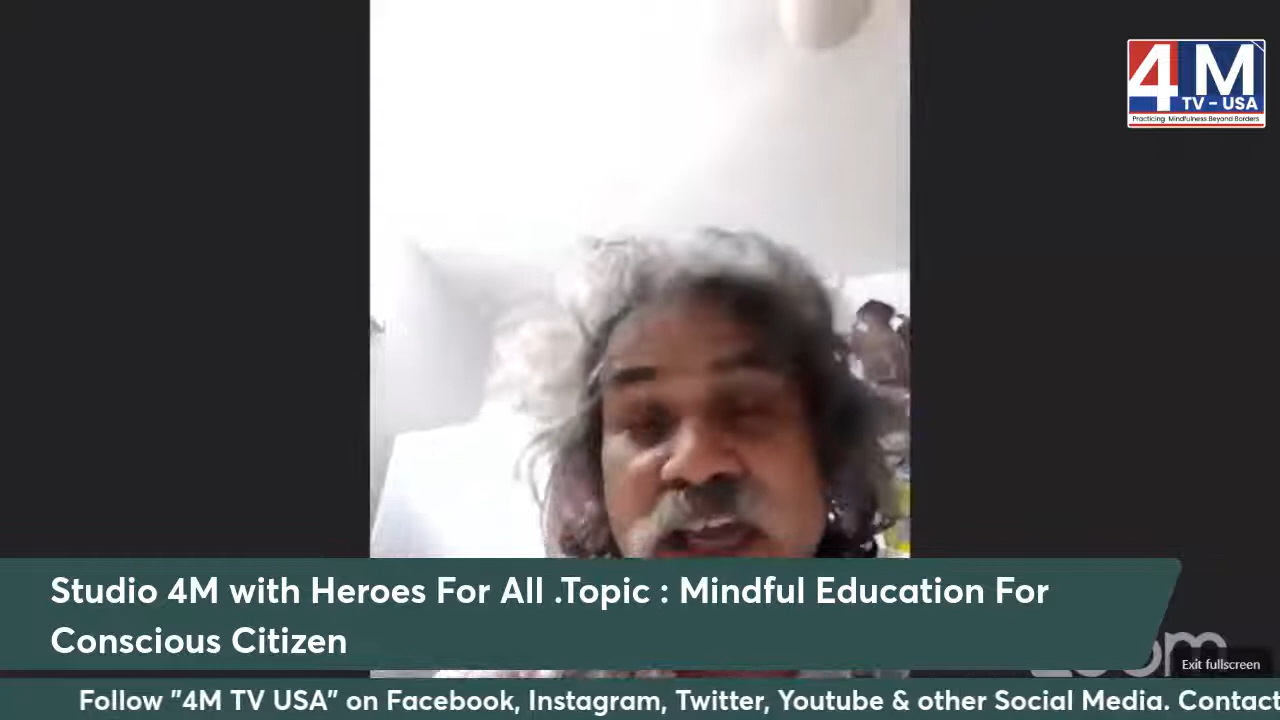 4M
TV - USA
Practicing Mindfulness Beyond Borders
Studio 4M with Heroes For All .Topic : Mindful Education For
Conscious Citizen
zoom
Exit fullscreen
Follow "4M TV USA" on Facebook, Instagram, Twitter, Youtube & other Social Media. Contact